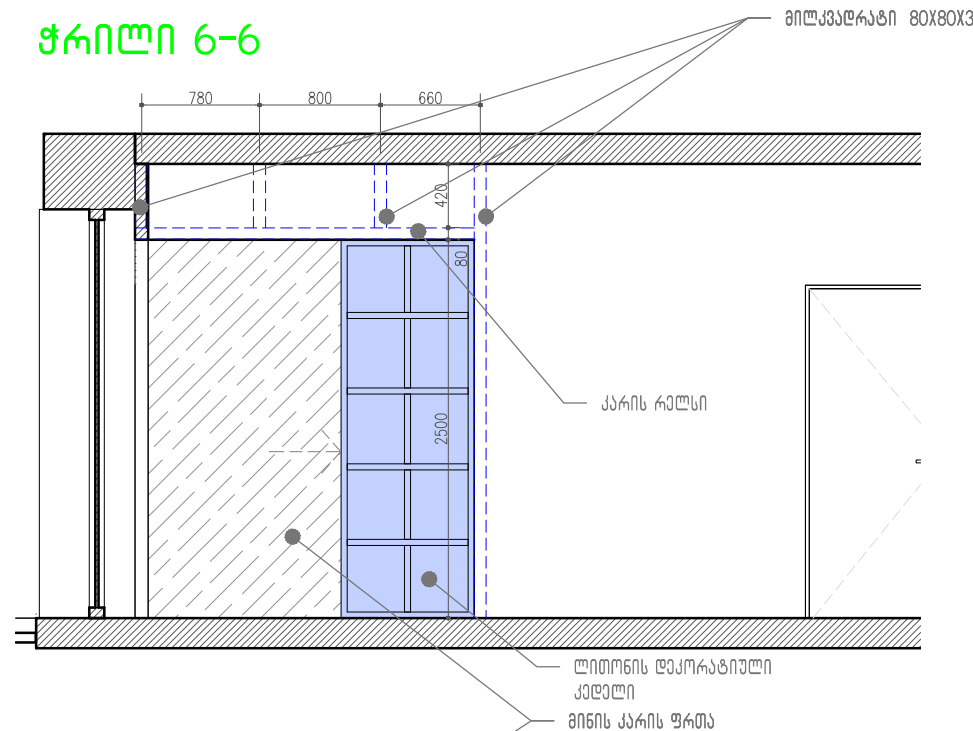 ჭრილი 6-6
მილკვადრატი 80X80X3
780
800
660
420
80
2500
კარის რელსი
ლითონის დეკორატიული
კედელი
მინის კარის ფრთა